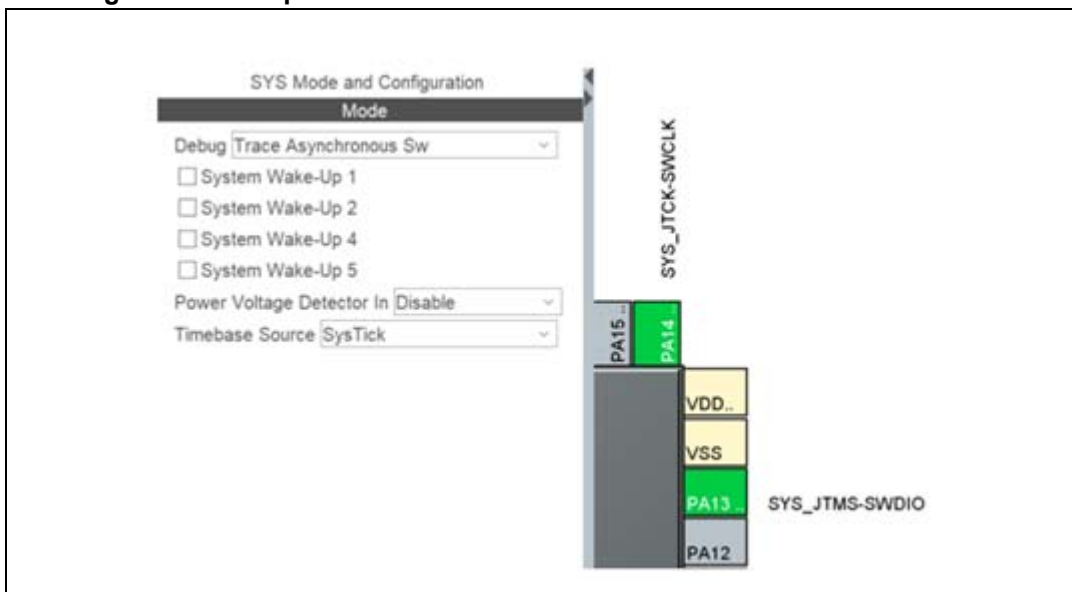 SYS Mode and Configuration
Mode
Debug Trace Asynchronous Sw
System Wake-Up 1
System Wake-Up 2
System Wake-Up 4
System Wake-Up 5
Power Voltage Detector In Disable
Timebase Source SysTick
SYS_JTCK-SWCLK
PA15 ..
PA14 ..
VDD..
VSS
PA13 ..
SYS_JTMS-SWDIO
PA12